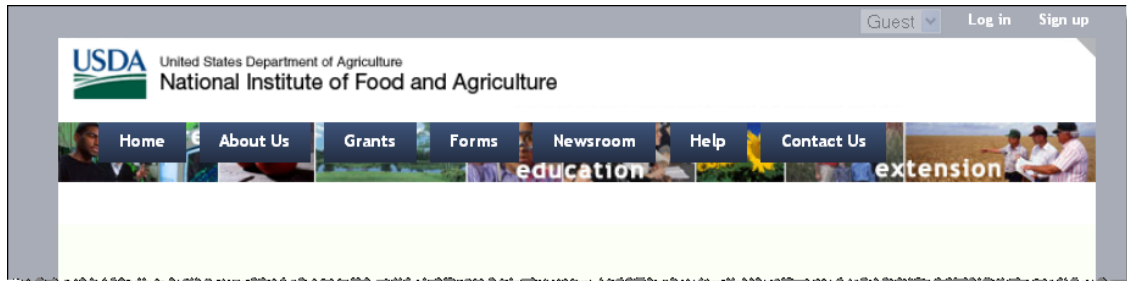 Guest Log in Sign up
USDA United States Department of Agriculture
National Institute of Food and Agriculture
Home About Us Grants Forms Newsroom Help Contact Us
education extension